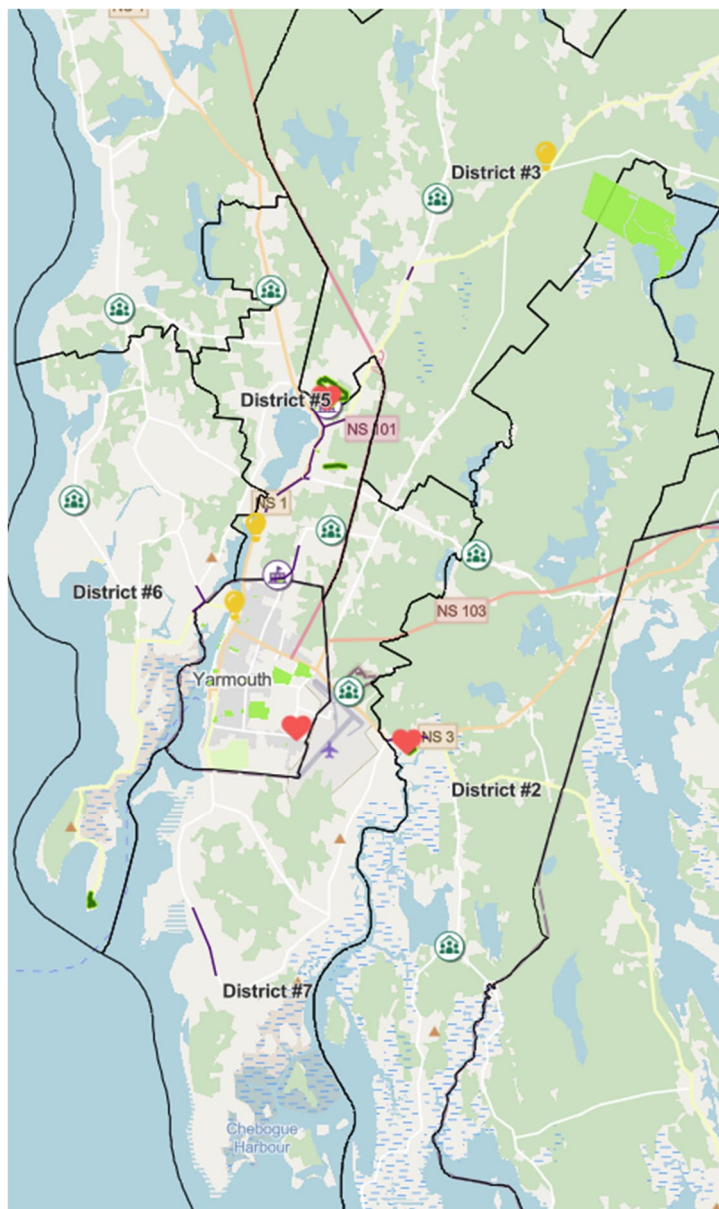 District #3
District #5
NS 101
NS 1
District #6
NS 103
Yarmouth
NS 3
District #2
District #7
Chebogue
Harbour